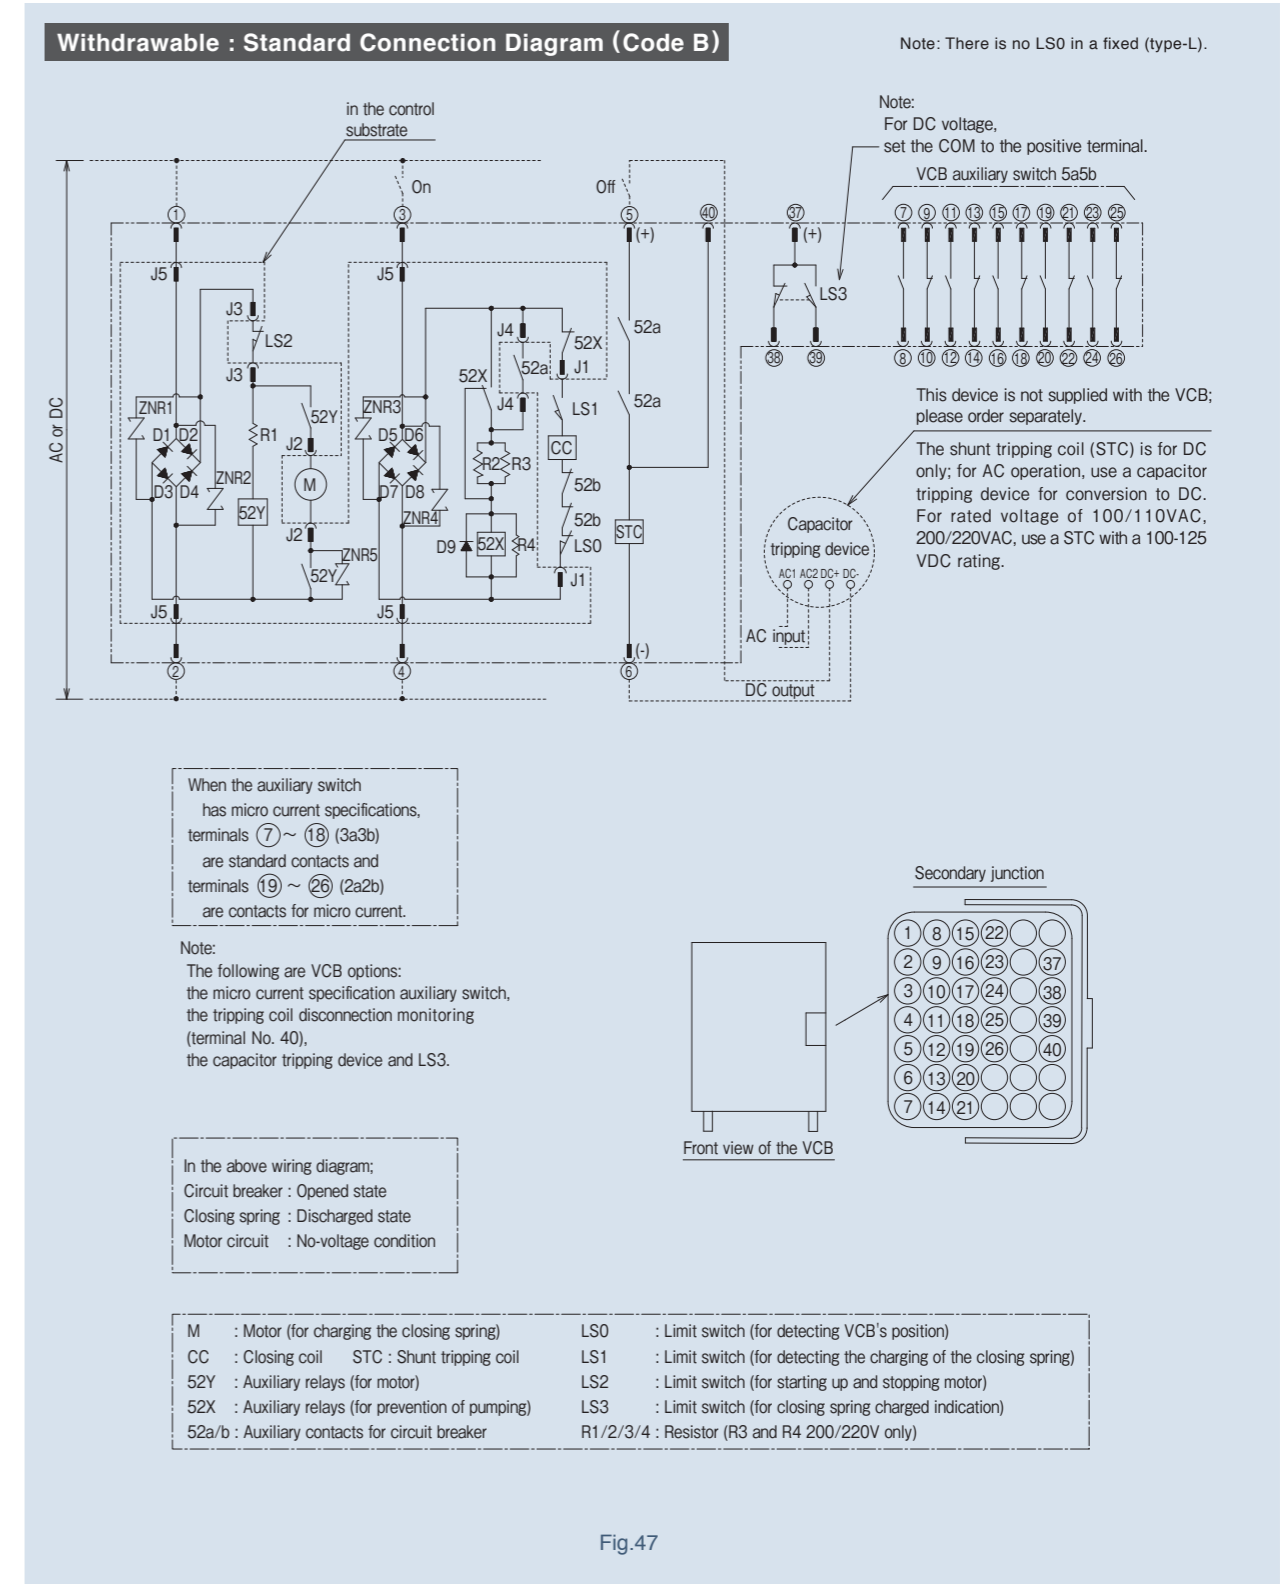 Withdrawable : Standard Connection Diagram (Code B)
Note: There is no LS0 in a fixed (type-L).
in the control
substrate
Note:
For DC voltage,
set the COM to the positive terminal.
VCB auxiliary switch 5a5b
On
Off
1
3
5
40
37
7 9 11 13 15 17 19 21 23 25
(+)
(+)
J5
J5
J3
LS2
J3
LS3
J4
52X
52a
52a
J1
J4
52X
LS1
52a
38
39
8 10 12 14 16 18 20 22 24 26
AC or DC
ZNR1
52Y
ZNR3
D1 D2
R1
J2
D5 D6
CC
R2 R3
M
ZNR2
52b
D3 D4
D7 D8
52Y
ZNR4
52b
J2
D9
52X
R4
LS0
STC
ZNR5
52Y
J1
J5
J5
(-)
2
4
6
This device is not supplied with the VCB;
please order separately.
The shunt tripping coil (STC) is for DC
only; for AC operation, use a capacitor
tripping device for conversion to DC.
For rated voltage of 100/110VAC,
200/220VAC, use a STC with a 100-125
VDC rating.
Capacitor
tripping device
AC1 AC2 DC+ DC-
AC input
DC output
When the auxiliary switch
has micro current specifications,
terminals 7 ~ 18 (3a3b)
are standard contacts and
terminals 19 ~ 26 (2a2b)
are contacts for micro current.
Note:
The following are VCB options:
the micro current specification auxiliary switch,
the tripping coil disconnection monitoring
(terminal No. 40),
the capacitor tripping device and LS3.
Secondary junction
1 8 15 22
2 9 16 23 37
3 10 17 24 38
4 11 18 25 39
5 12 19 26 40
6 13 20
7 14 21
Front view of the VCB
In the above wiring diagram;
Circuit breaker : Opened state
Closing spring : Discharged state
Motor circuit : No-voltage condition
M : Motor (for charging the closing spring)
CC : Closing coil STC : Shunt tripping coil
52Y : Auxiliary relays (for motor)
52X : Auxiliary relays (for prevention of pumping)
52a/b : Auxiliary contacts for circuit breaker
LS0 : Limit switch (for detecting VCB's position)
LS1 : Limit switch (for detecting the charging of the closing spring)
LS2 : Limit switch (for starting up and stopping motor)
LS3 : Limit switch (for closing spring charged indication)
R1/2/3/4 : Resistor (R3 and R4 200/220V only)
Fig.47